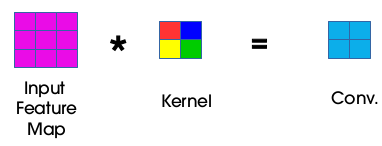 * =
Input
Feature
Map
Kernel
Conv.